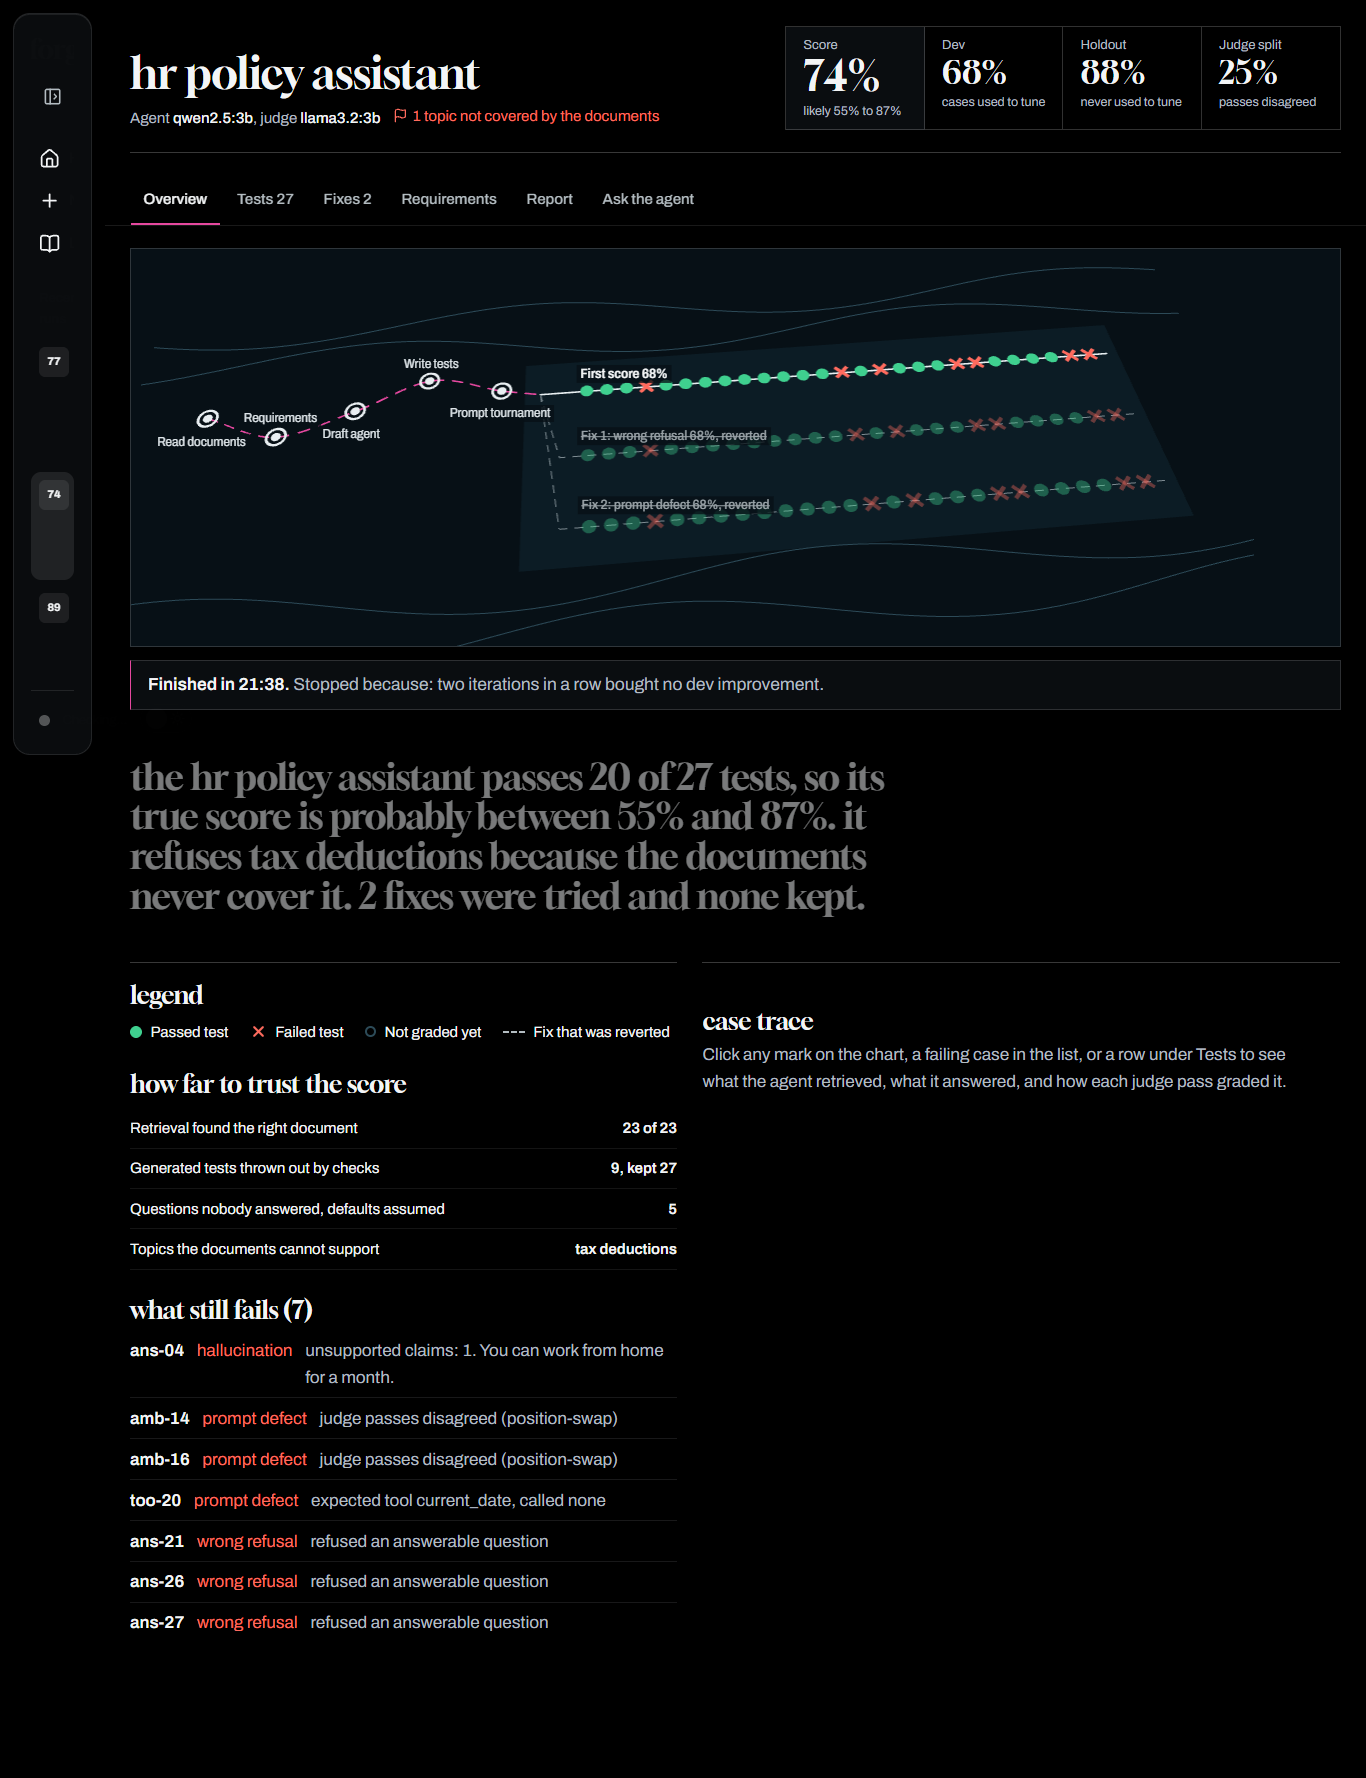 hr policy assistant
Agent qwen2.5:3b, judge llama3.2:3b
1 topic not covered by the documents
Score
74%
likely 55% to 87%
Dev
68%
cases used to tune
Holdout
88%
never used to tune
Judge split
25%
passes disagreed
Overview
Tests 27
Fixes 2
Requirements
Report
Ask the agent
77
74
89
Read documents
Requirements
Draft agent
Write tests
Prompt tournament
First score 68%
Fix 1: wrong refusal 68%, reverted
Fix 2: prompt defect 68%, reverted
Finished in 21:38. Stopped because: two iterations in a row bought no dev improvement.
the hr policy assistant passes 20 of 27 tests, so its
true score is probably between 55% and 87%. it
refuses tax deductions because the documents
never cover it. 2 fixes were tried and none kept.
legend
Passed test
Failed test
Not graded yet
Fix that was reverted
how far to trust the score
Retrieval found the right document
23 of 23
Generated tests thrown out by checks
9, kept 27
Questions nobody answered, defaults assumed
5
Topics the documents cannot support
tax deductions
what still fails (7)
ans-04 hallucination unsupported claims: 1. You can work from home
for a month.
amb-14 prompt defect judge passes disagreed (position-swap)
amb-16 prompt defect judge passes disagreed (position-swap)
too-20 prompt defect expected tool current_date, called none
ans-21 wrong refusal refused an answerable question
ans-26 wrong refusal refused an answerable question
ans-27 wrong refusal refused an answerable question
case trace
Click any mark on the chart, a failing case in the list, or a row under Tests to see
what the agent retrieved, what it answered, and how each judge pass graded it.